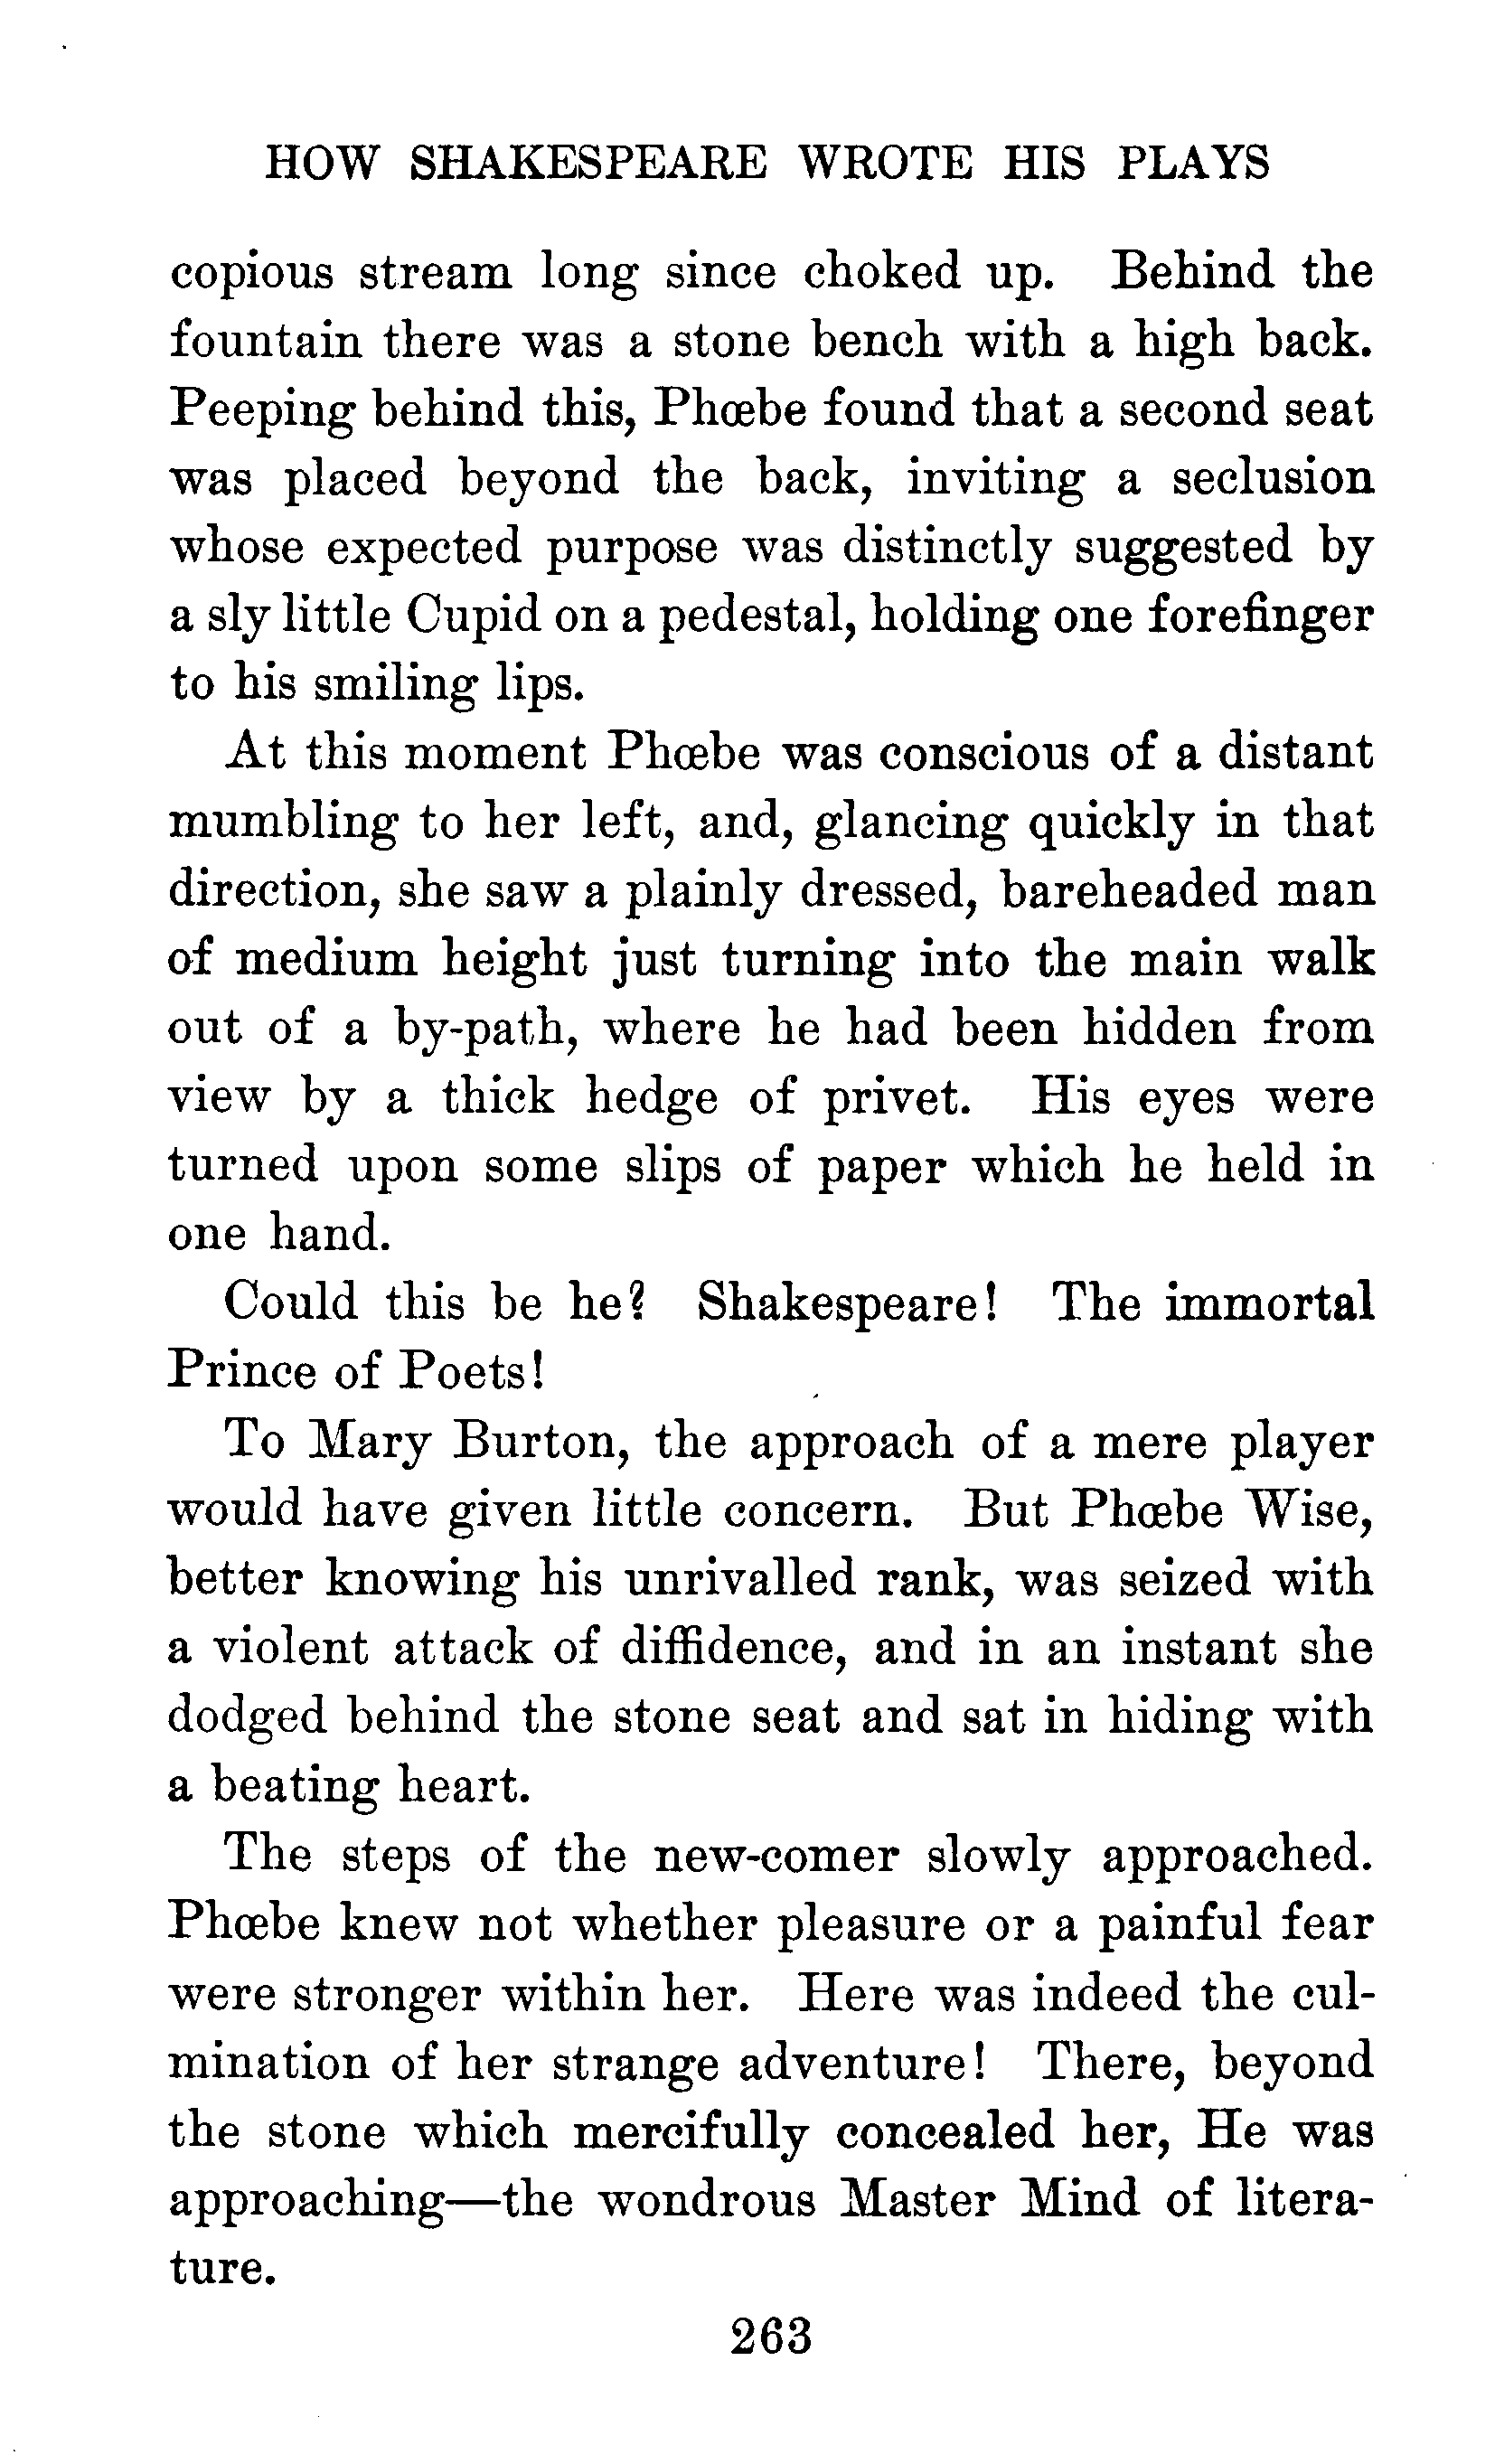 HOW SHAKESPEARE WROTE HIS PLAYS
copious stream long since choked up. Behind the
fountain there was a stone bench with a high back.
Peeping behind this, Phœbe found that a second seat
was placed beyond the back, inviting a seclusion
whose expected purpose was distinctly suggested by
a sly little Cupid on a pedestal, holding one forefinger
to his smiling lips.
At this moment Phœbe was conscious of a distant
mumbling to her left, and, glancing quickly in that
direction, she saw a plainly dressed, bareheaded man
of medium height just turning into the main walk
out of a by-path, where he had been hidden from
view by a thick hedge of privet. His eyes were
turned upon some slips of paper which he held in
one hand.
Could this be he? Shakespeare! The immortal
Prince of Poets!
To Mary Burton, the approach of a mere player
would have given little concern. But Phœbe Wise,
better knowing his unrivalled rank, was seized with
a violent attack of diffidence, and in an instant she
dodged behind the stone seat and sat in hiding with
a beating heart.
The steps of the new-comer slowly approached.
Phœbe knew not whether pleasure or a painful fear
were stronger within her. Here was indeed the cul-
mination of her strange adventure! There, beyond
the stone which mercifully concealed her, He was
approaching—the wondrous Master Mind of litera-
ture.
263